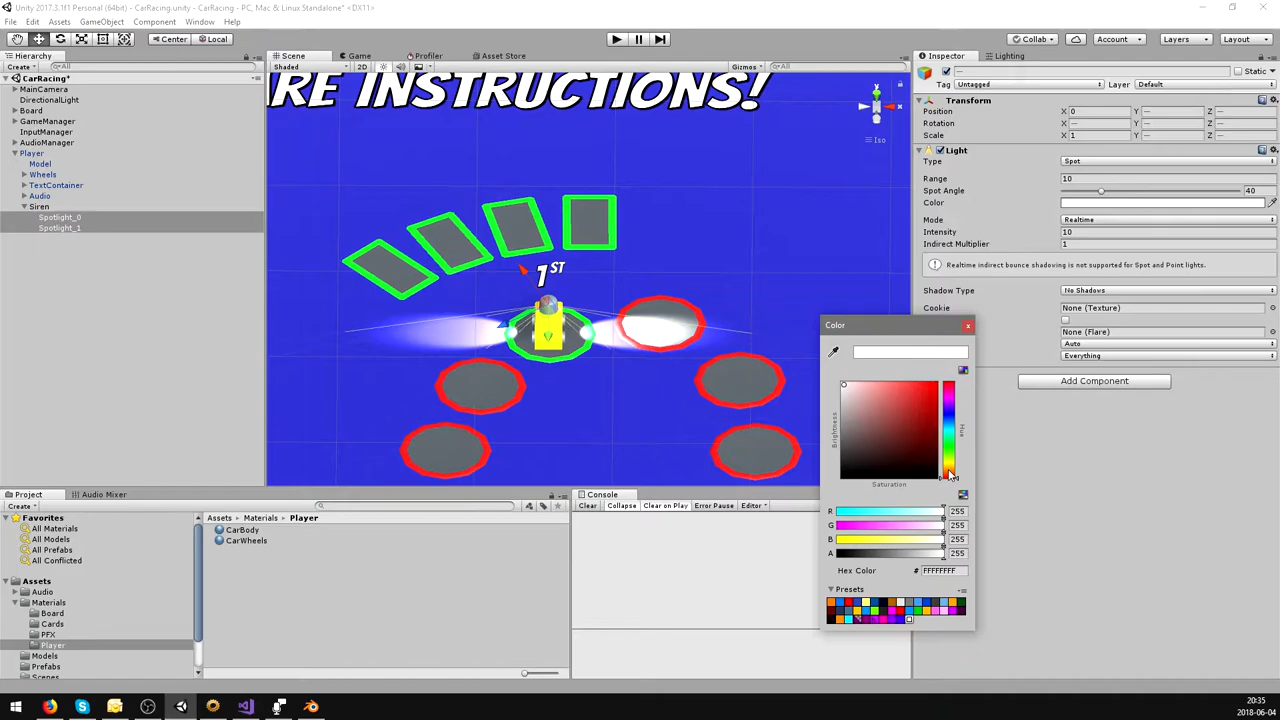 Unity 2017.3.1f1 Personal (64bit) - CarRacing.unity - CarRacing - PC, Mac & Linux Standalone* <DX11>
File Edit Assets GameObject Component Window Help
Center Local Collab Account Layers Layout
Hierarchy
Create All
CarRacing*
MainCamera
DirectionalLight
Board
GameManager
InputManager
AudioManager
Player
Model
Wheels
TextContainer
Audio
Siren
Spotlight_0
Spotlight_1
Scene Game Profiler Asset Store
Shaded 2D Gizmos All
RE INSTRUCTIONS!
y
x
Iso
1ST
Inspector Lighting
— Static
Tag Untagged Layer Default
Transform
Position X 0 Y — Z —
Rotation X — Y — Z —
Scale X 1 Y — Z —
Light
Type Spot
Range 10
Spot Angle 40
Color
Mode Realtime
Intensity 10
Indirect Multiplier 1
Realtime indirect bounce shadowing is not supported for Spot and Point lights.
Shadow Type No Shadows
Cookie None (Texture)
None (Flare)
Auto
Everything
Add Component
Color
Brightness
Hue
Saturation
R 255
G 255
B 255
A 255
Hex Color # FFFFFFFF
Presets
Project Audio Mixer
Create
Favorites
All Materials
All Models
All Prefabs
All Conflicted
Assets
Audio
Materials
Board
Cards
PFX
Player
Models
Prefabs
Scenes
Assets Materials Player
CarBody
CarWheels
Console
Clear Collapse Clear on Play Error Pause Editor
20:35
2018-06-04